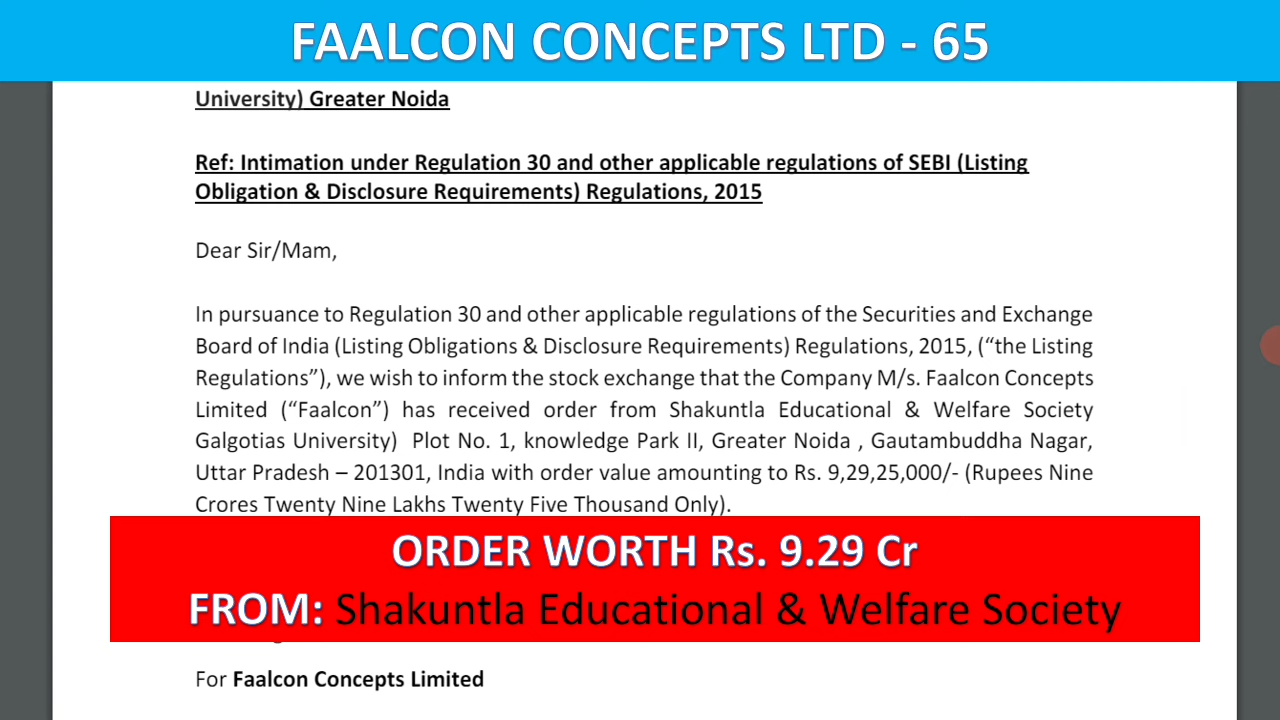 FAALCON CONCEPTS LTD - 65
University) Greater Noida
Ref: Intimation under Regulation 30 and other applicable regulations of SEBI (Listing
Obligation & Disclosure Requirements) Regulations, 2015
Dear Sir/Mam,
In pursuance to Regulation 30 and other applicable regulations of the Securities and Exchange
Board of India (Listing Obligations & Disclosure Requirements) Regulations, 2015, (“the Listing
Regulations”), we wish to inform the stock exchange that the Company M/s. Faalcon Concepts
Limited (“Faalcon”) has received order from Shakuntla Educational & Welfare Society
Galgotias University) Plot No. 1, knowledge Park II, Greater Noida , Gautambuddha Nagar,
Uttar Pradesh – 201301, India with order value amounting to Rs. 9,29,25,000/- (Rupees Nine
Crores Twenty Nine Lakhs Twenty Five Thousand Only).
ORDER WORTH Rs. 9.29 Cr
FROM: Shakuntla Educational & Welfare Society
For Faalcon Concepts Limited